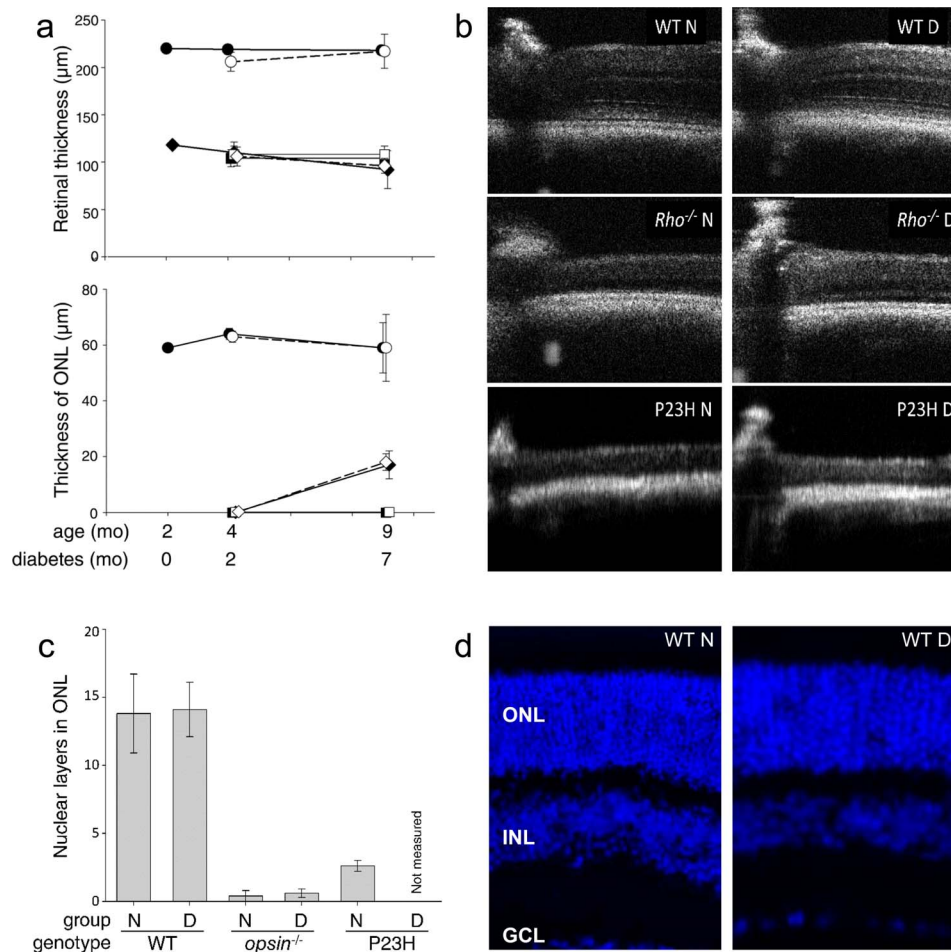 a
Retinal thickness (µm)
250
200
150
100
50
0
Thickness of ONL (µm)
80
60
40
20
0
age (mo) 2 4 9
diabetes (mo) 0 2 7
b
WT N
WT D
Rho-/- N
Rho-/- D
P23H N
P23H D
c
Nuclear layers in ONL
20
15
10
5
0
Not measured
group N D N D N D
genotype WT opsin-/- P23H
d
WT N
WT D
ONL
INL
GCL